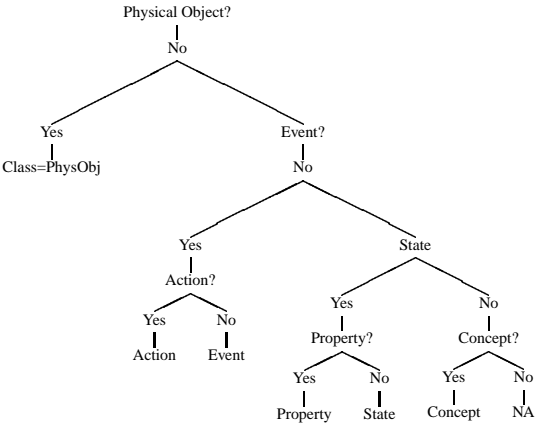 Physical Object?
No
Yes Event?
Class=PhysObj No
Yes State
Action? Yes No
Yes No Property? Concept?
Action Event Yes No Yes No
Property State Concept NA